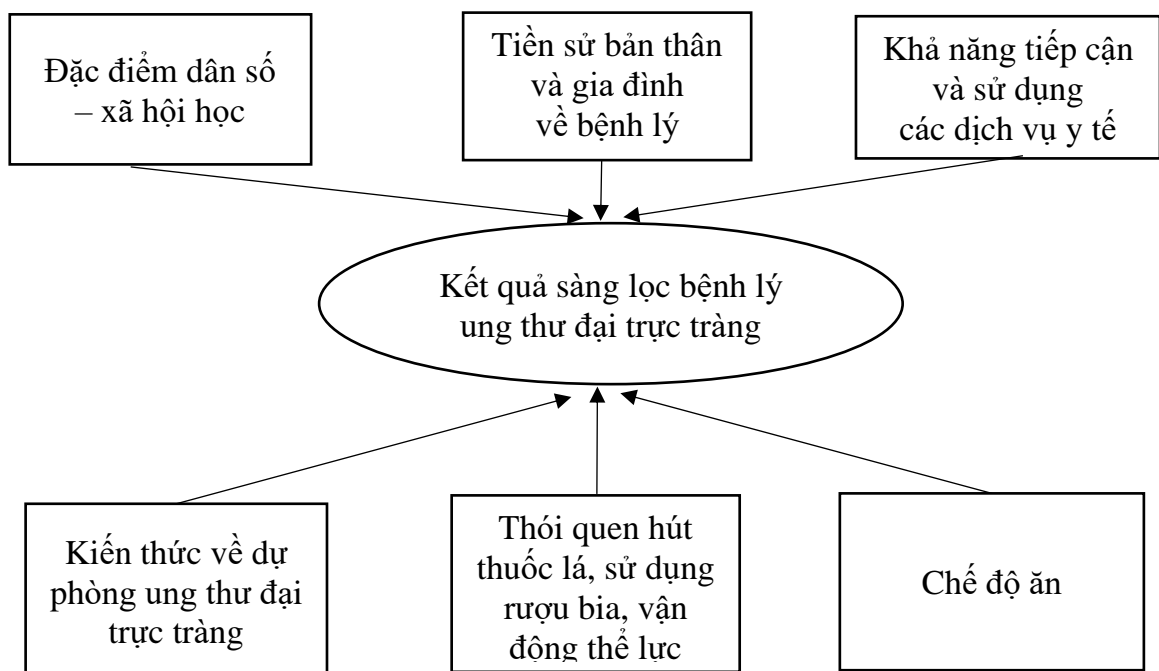 Đặc điểm dân số
– xã hội học
Tiền sử bản thân
và gia đình
về bệnh lý
Khả năng tiếp cận
và sử dụng
các dịch vụ y tế
Kết quả sàng lọc bệnh lý
ung thư đại trực tràng
Kiến thức về dự
phòng ung thư đại
trực tràng
Thói quen hút
thuốc lá, sử dụng
rượu bia, vận
động thể lực
Chế độ ăn